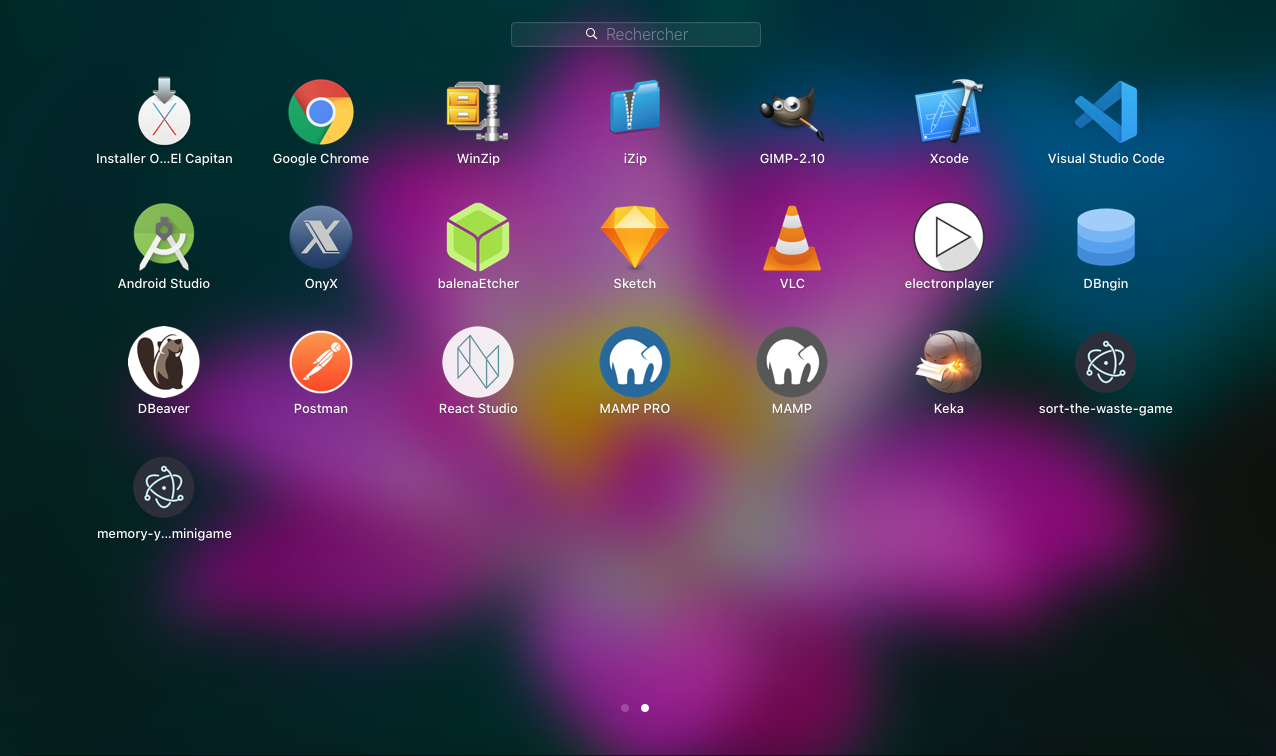 Rechercher
Installer O...El Capitan
Google Chrome
WinZip
iZip
GIMP-2.10
Xcode
Visual Studio Code
Android Studio
OnyX
balenaEtcher
Sketch
VLC
electronplayer
DBngin
DBeaver
Postman
React Studio
MAMP PRO
MAMP
Keka
sort-the-waste-game
memory-y...minigame